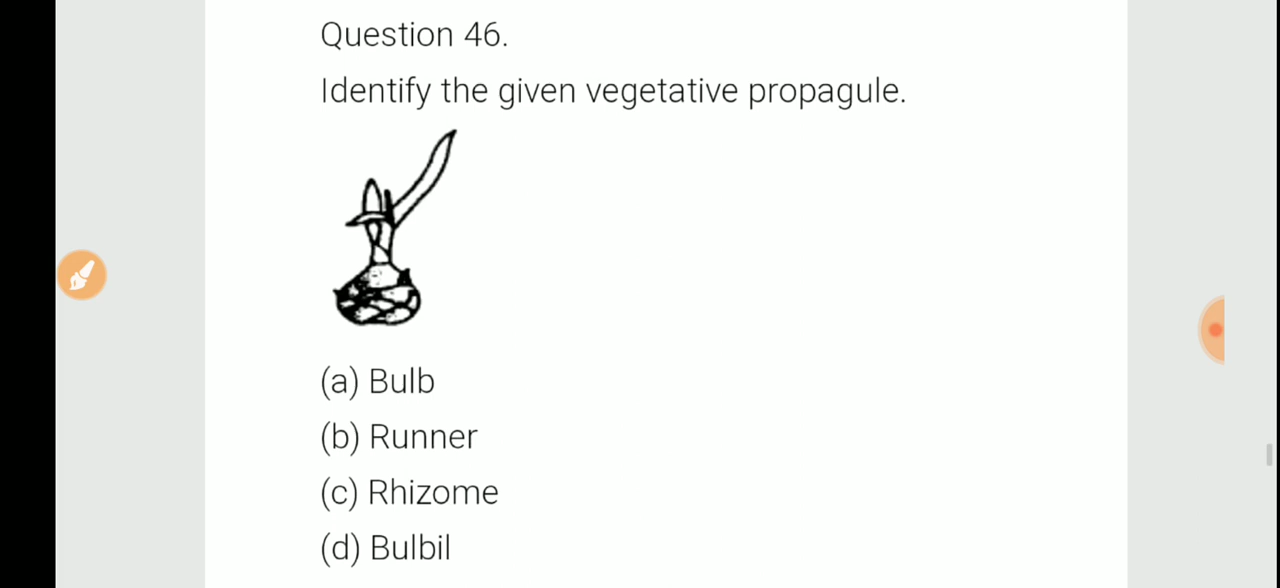 Question 46.
Identify the given vegetative propagule.
(a) Bulb
(b) Runner
(c) Rhizome
(d) Bulbil